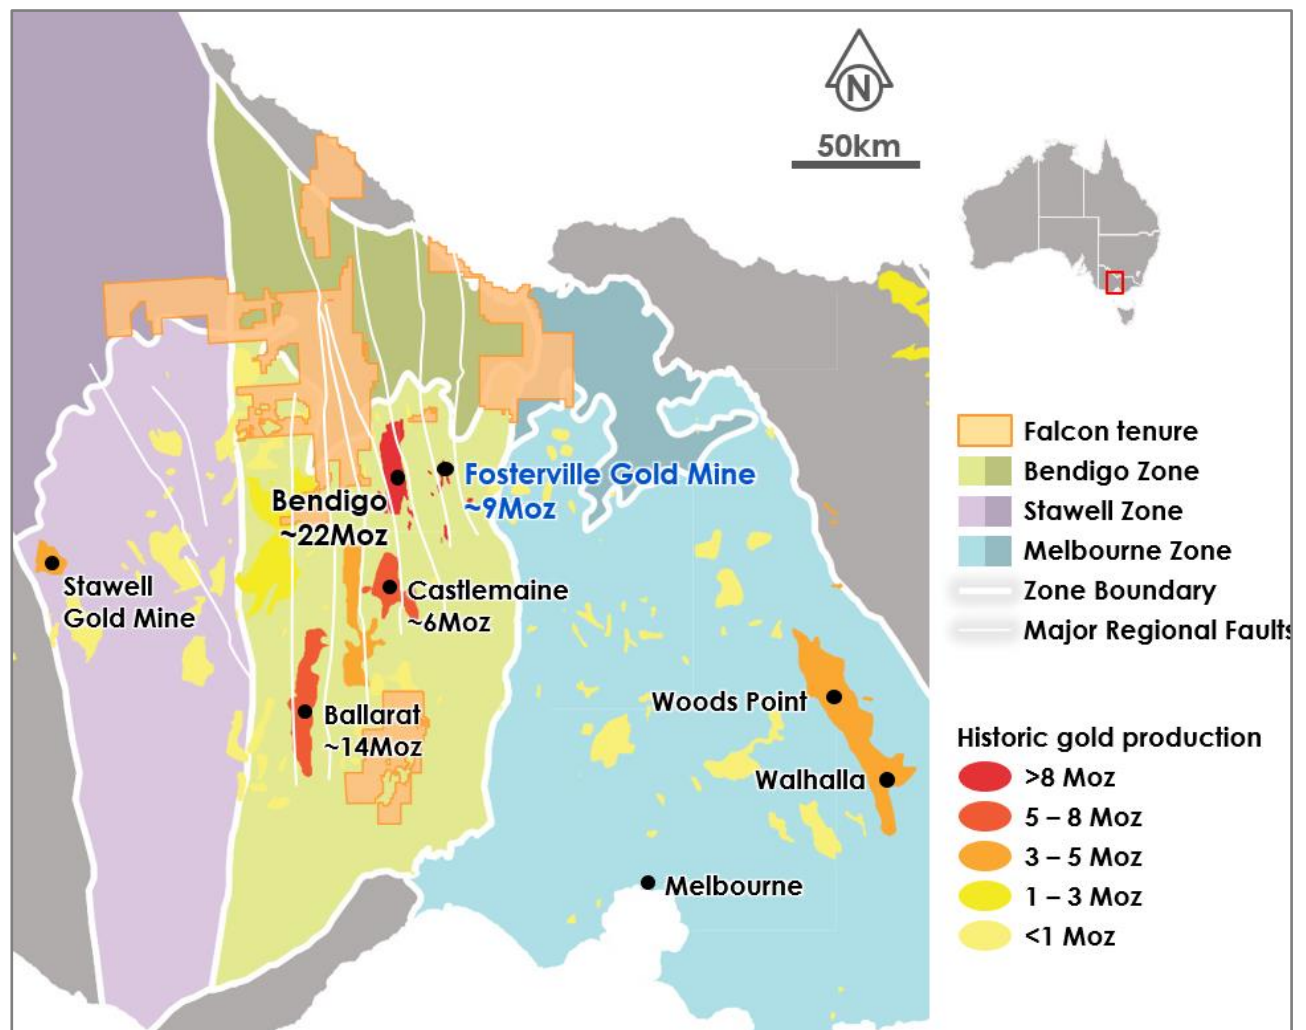 N
50km
Fosterville Gold Mine
~9Moz
Bendigo
~22Moz
Stawell
Gold Mine
Castlemaine
~6Moz
Ballarat
~14Moz
Woods Point
Walhalla
Melbourne
Falcon tenure
Bendigo Zone
Stawell Zone
Melbourne Zone
Zone Boundary
Major Regional Faults
Historic gold production
>8 Moz
5 – 8 Moz
3 – 5 Moz
1 – 3 Moz
<1 Moz